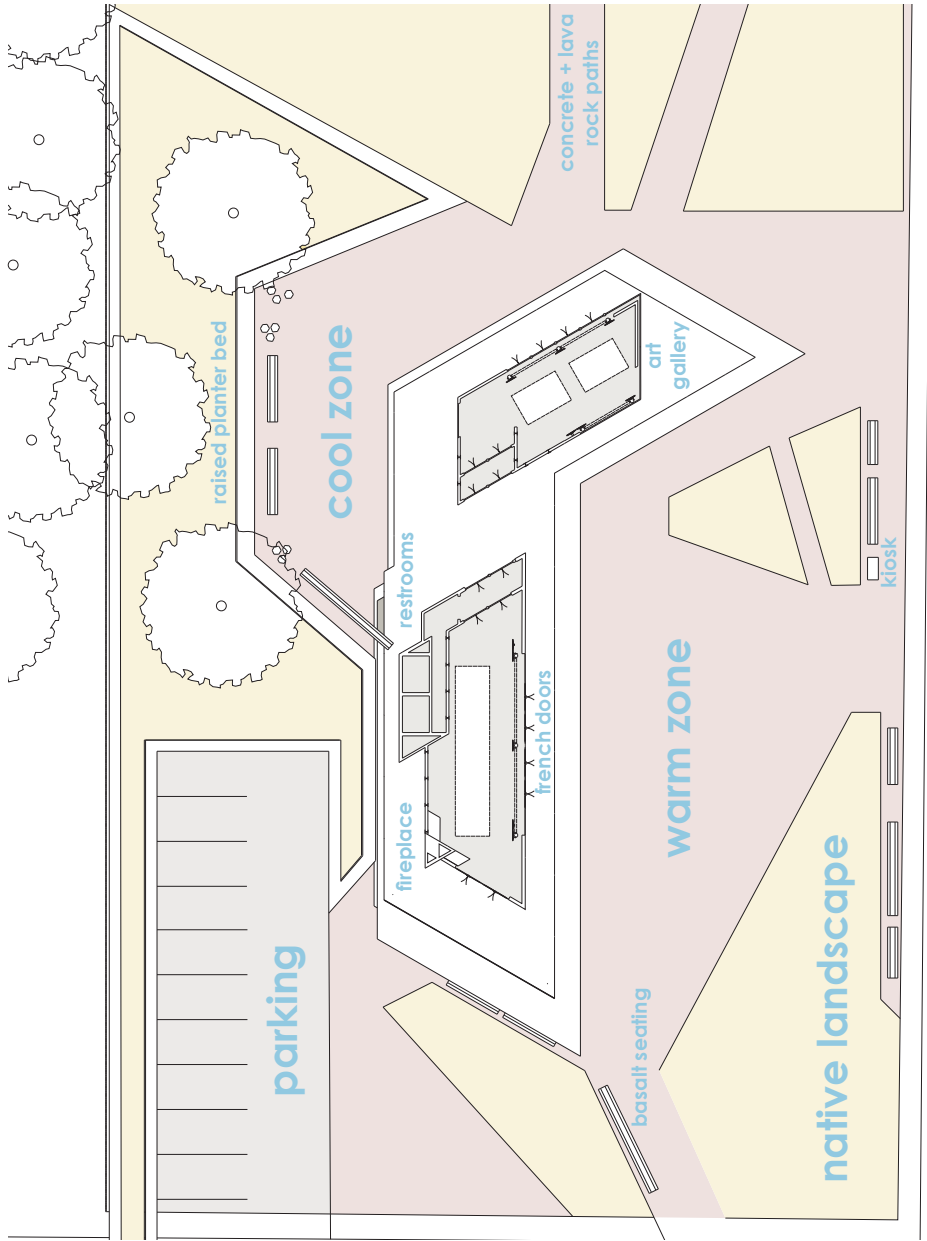 concrete + lava
rock paths
raised planter bed
cool zone
art
gallery
restrooms
kiosk
fireplace
french doors
warm zone
parking
native landscape
basalt seating